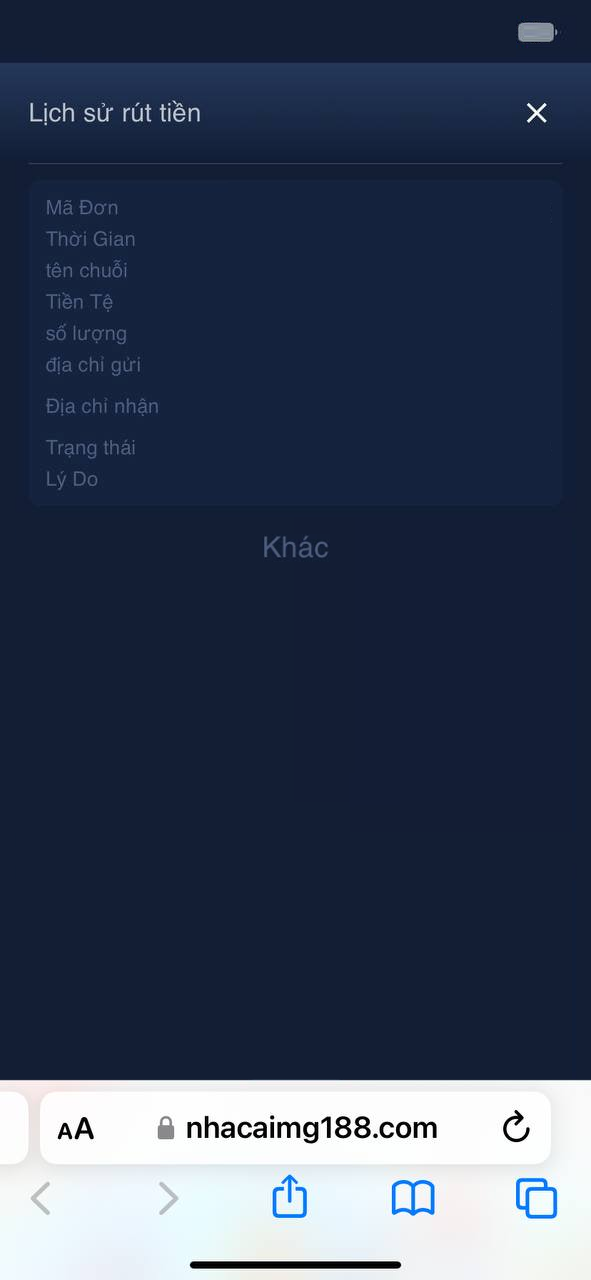 Lịch sử rút tiền
Mã Đơn
Thời Gian
tên chuỗi
Tiền Tệ
số lượng
địa chỉ gửi
Địa chỉ nhận
Trạng thái
Lý Do
Khác
AA nhacaimg188.com